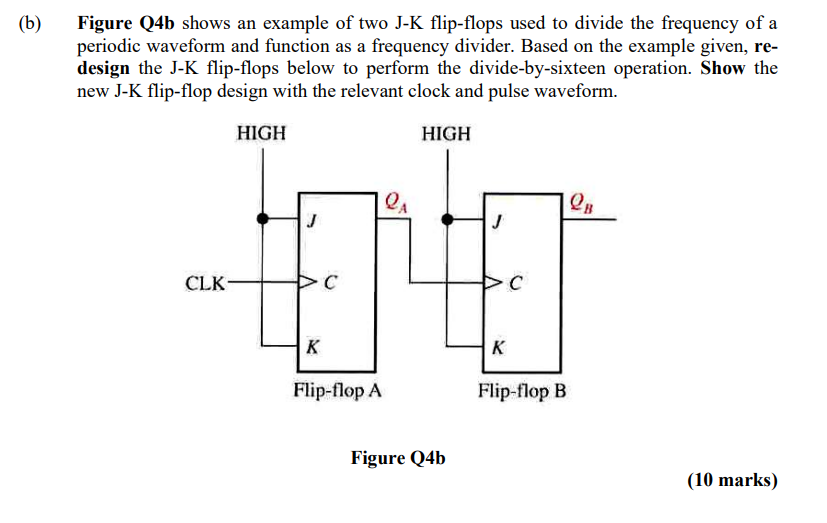 (b) Figure Q4b shows an example of two J-K flip-flops used to divide the frequency of a
periodic waveform and function as a frequency divider. Based on the example given, re-
design the J-K flip-flops below to perform the divide-by-sixteen operation. Show the
new J-K flip-flop design with the relevant clock and pulse waveform.
HIGH HIGH
QA QB
J J
CLK C C
K K
Flip-flop A Flip-flop B
Figure Q4b
(10 marks)